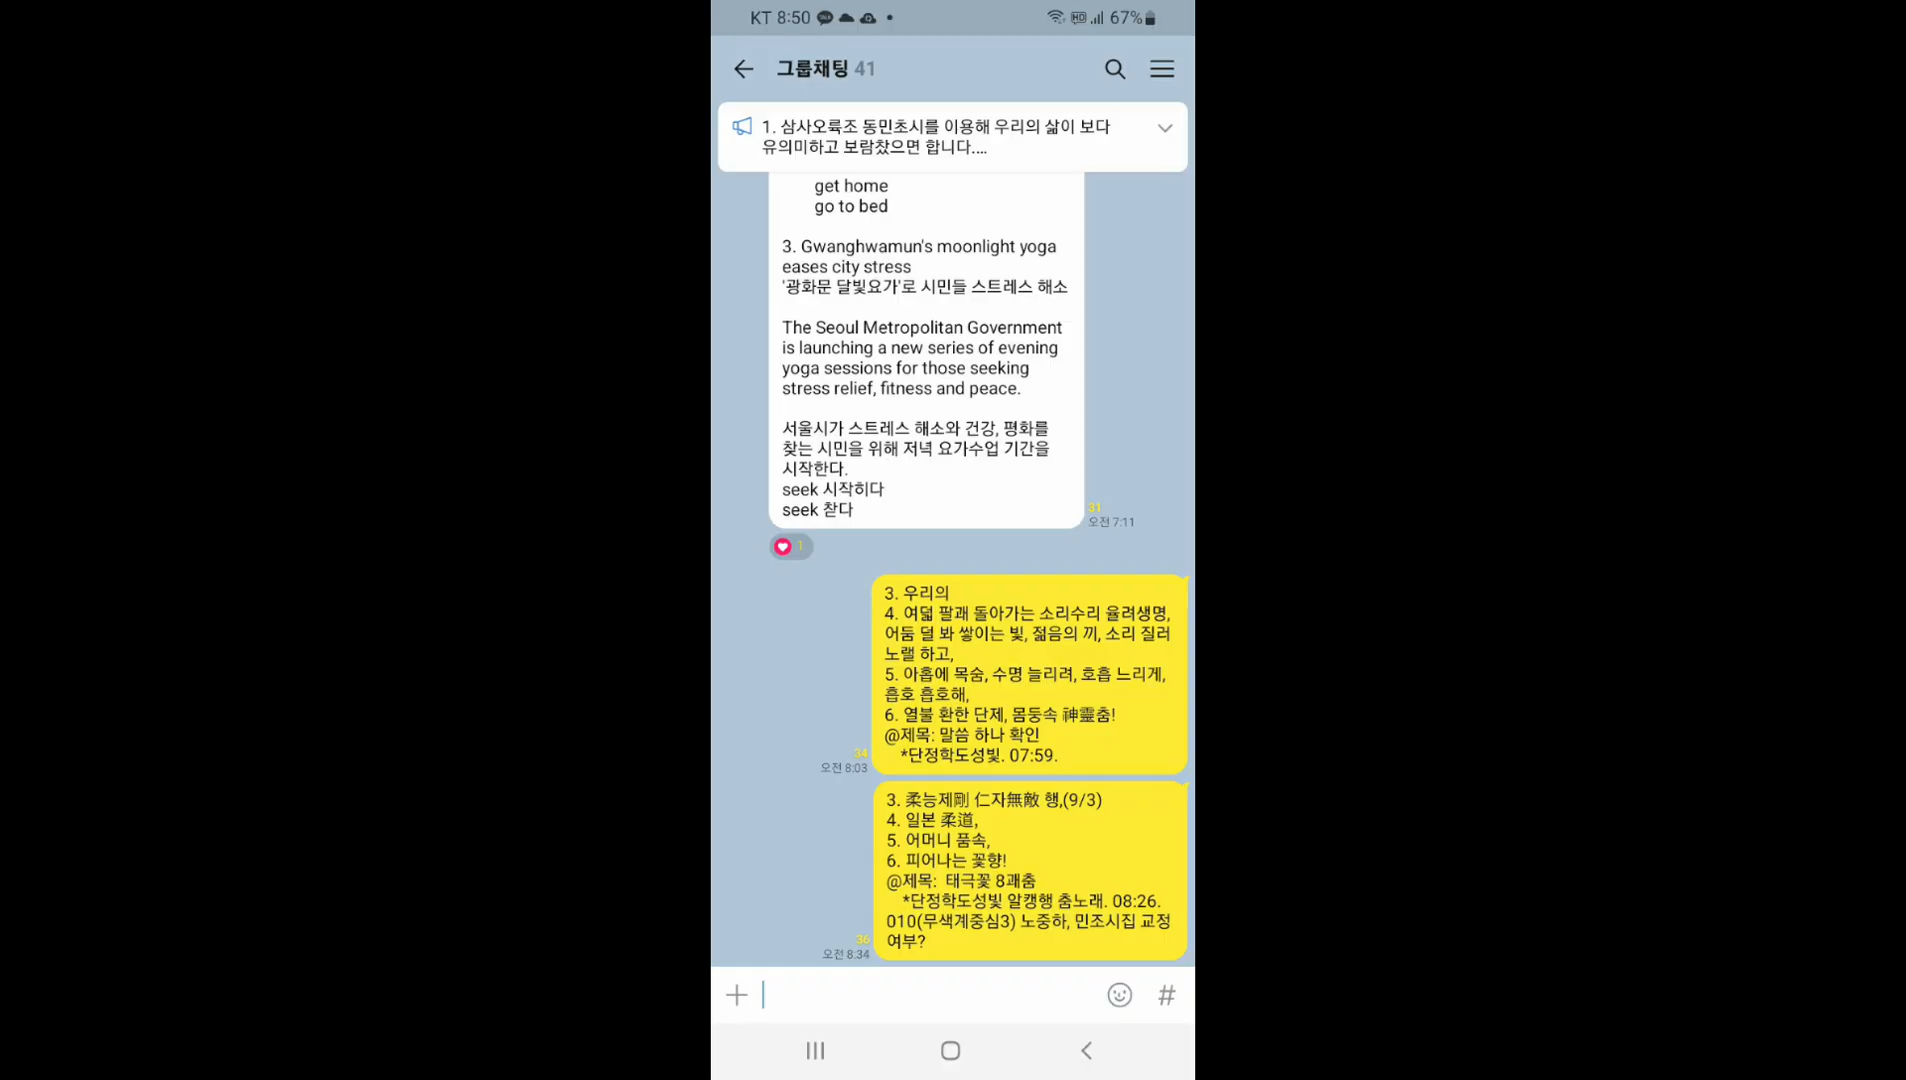 KT 8:50
HD
67%
그룹채팅 41
1. 삼사오륙조 동민초시를 이용해 우리의 삶이 보다
유의미하고 보람찼으면 합니다....
get home
go to bed
3. Gwanghwamun's moonlight yoga
eases city stress
'광화문 달빛요가'로 시민들 스트레스 해소
The Seoul Metropolitan Government
is launching a new series of evening
yoga sessions for those seeking
stress relief, fitness and peace.
서울시가 스트레스 해소와 건강, 평화를
찾는 시민을 위해 저녁 요가수업 기간을
시작한다.
seek 시작히다
seek 찯다
31
오전 7:11
1
3. 우리의
4. 여덟 팔괘 돌아가는 소리수리 율려생명,
어둠 덜 봐 쌓이는 빛, 젊음의 끼, 소리 질러
노랠 하고,
5. 아홉에 목숨, 수명 늘리려, 호흡 느리게,
흡호 흡호해,
6. 열불 환한 단제, 몸둥속 神靈춤!
@제목: 말씀 하나 확인
*단정학도성빛. 07:59.
34
오전 8:03
3. 柔능제剛 仁자無敵 행,(9/3)
4. 일본 柔道,
5. 어머니 품속,
6. 피어나는 꽃향!
@제목: 태극꽃 8괘춤
*단정학도성빛 알캥행 춤노래. 08:26.
010(무색계중심3) 노중하, 민조시집 교정
여부?
36
오전 8:34
#